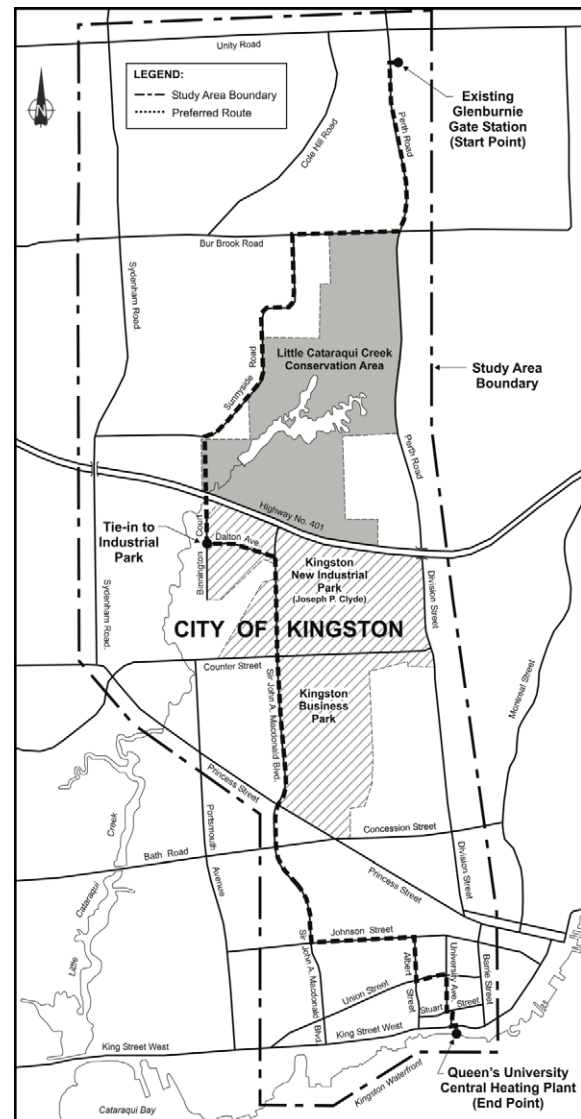 Unity Road
LEGEND:
Study Area Boundary
Preferred Route
N
Existing
Glenburnie
Gate Station
(Start Point)
Cole Hill Road
Perth Road
Bur Brook Road
Sydenham Road.
Little Cataraqui Creek
Conservation Area
Sunnyside
Road
Study Area
Boundary
Perth Road
Highway No. 401
Tie-in to
Industrial
Park
Binnington
Court
Dalton Ave.
Kingston
New Industrial
Park
(Joseph P. Clyde)
Division Street
Sydenham Road.
CITY OF KINGSTON
Counter Street
Montreal Street
Sir John A. Macdonald Blvd.
Kingston
Business
Park
Princess Street
Portsmouth
Avenue
Concession Street
Bath Road
Princess Street
Division Street
Little
Cataraqui
Creek
Sir
John A. Macdonald Blvd.
Johnson Street
Albert
Street
University Ave.
Barrie Street
Union Street
Stuart Street
King Street West
King Street West
Kingston Waterfront
Cataraqui Bay
Queen's University
Central Heating Plant
(End Point)